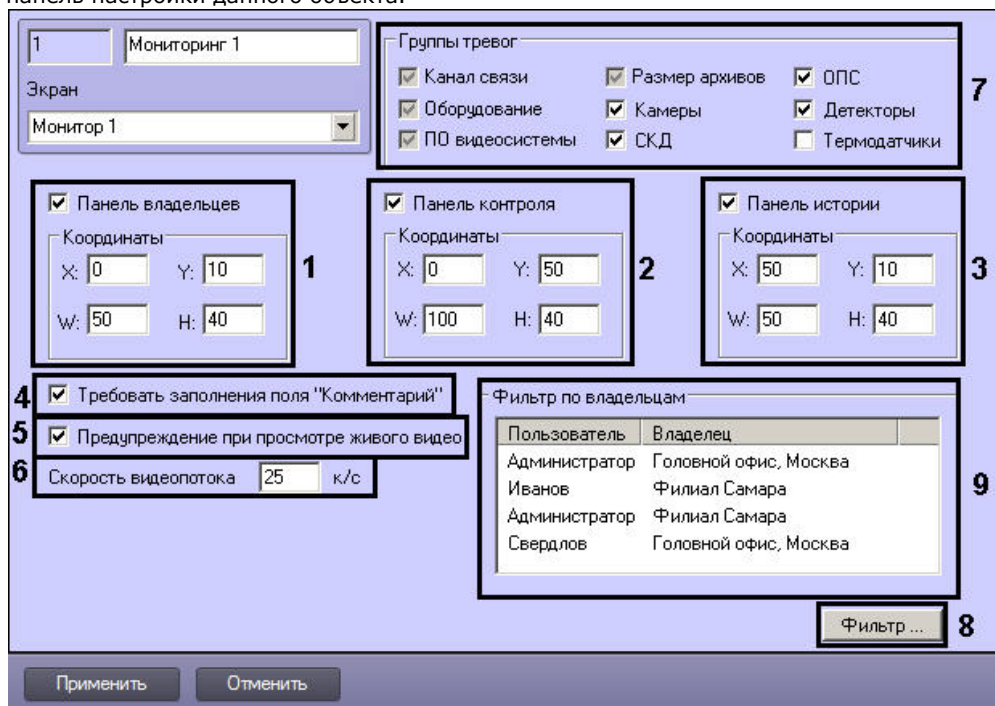 панель настройки данного объекта.
1 Мониторинг 1
Экран
Монитор 1
Группы тревог
Канал связи Размер архивов ОПС
Оборудование Камеры Детекторы
ПО видеосистемы СКД Термодатчики
7
Панель владельцев
Координаты
X: 0 Y: 10
W: 50 H: 40
1
Панель контроля
Координаты
X: 0 Y: 50
W: 100 H: 40
2
Панель истории
Координаты
X: 50 Y: 10
W: 50 H: 40
3
4 Требовать заполнения поля "Комментарий"
5 Предупреждение при просмотре живого видео
6 Скорость видеопотока 25 к/с
Фильтр по владельцам
Пользователь Владелец
Администратор Головной офис, Москва
Иванов Филиал Самара
Администратор Филиал Самара
Свердлов Головной офис, Москва
9
Фильтр ... 8
Применить Отменить